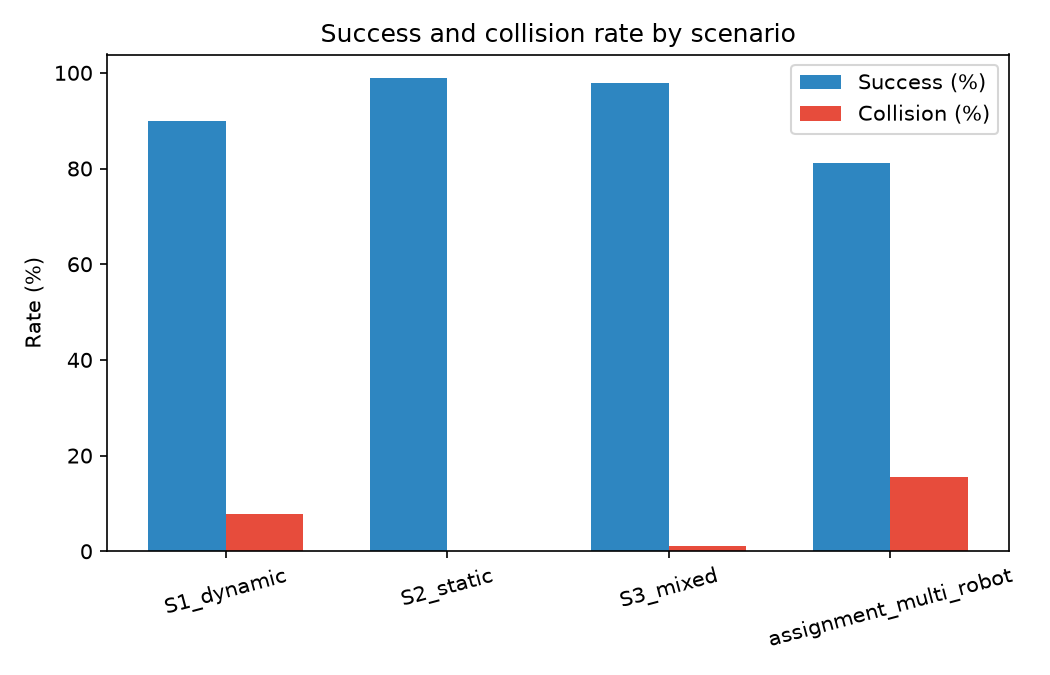 Success and collision rate by scenario
Success (%)
Collision (%)
Rate (%)
100
80
60
40
20
0
S1_dynamic
S2_static
S3_mixed
assignment_multi_robot